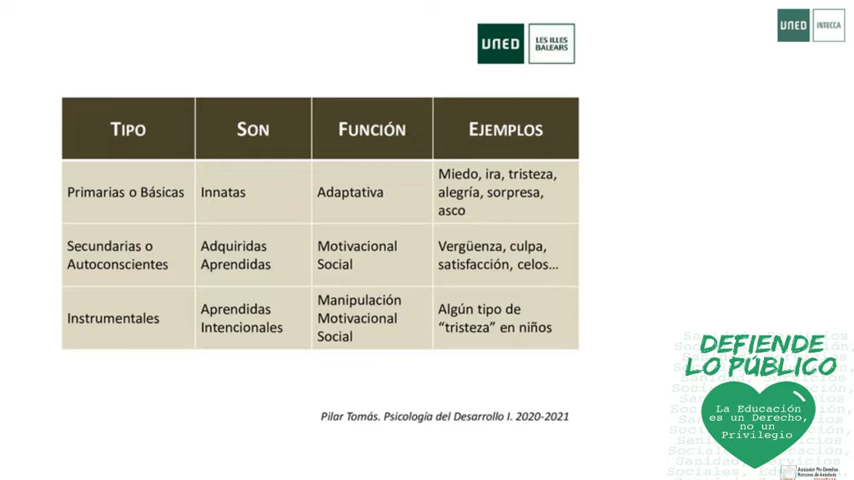 UNED
LES ILLES
BALEARS
UNED
INTECCA
TIPO
SON
FUNCIÓN
EJEMPLOS
Primarias o Básicas
Innatas
Adaptativa
Miedo, ira, tristeza,
alegría, sorpresa,
asco
Secundarias o
Autoconscientes
Adquiridas
Aprendidas
Motivacional
Social
Vergüenza, culpa,
satisfacción, celos...
Instrumentales
Aprendidas
Intencionales
Manipulación
Motivacional
Social
Algún tipo de
“tristeza” en niños
Pilar Tomás. Psicología del Desarrollo I. 2020-2021
DEFIENDE
LO PÚBLICO
La Educación
es un Derecho,
no un
Privilegio